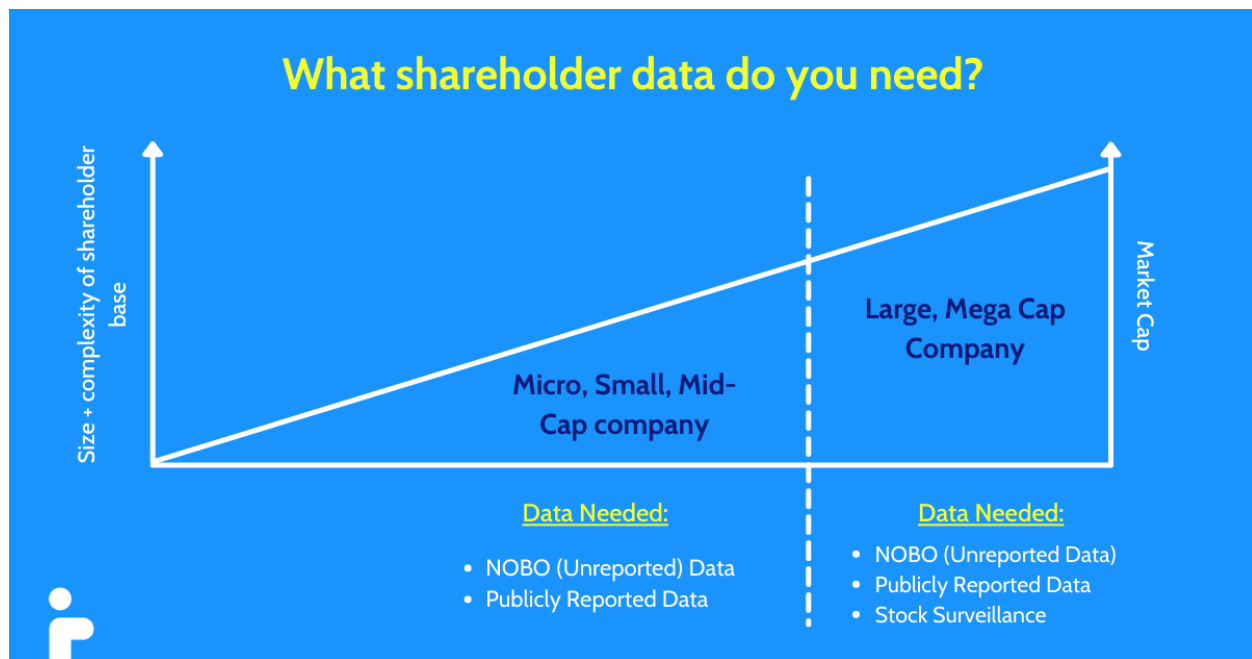 What shareholder data do you need?
Size + complexity of shareholder
base
Market Cap
Large, Mega Cap
Company
Micro, Small, Mid-
Cap company
Data Needed:
• NOBO (Unreported) Data
• Publicly Reported Data
Data Needed:
• NOBO (Unreported Data)
• Publicly Reported Data
• Stock Surveillance